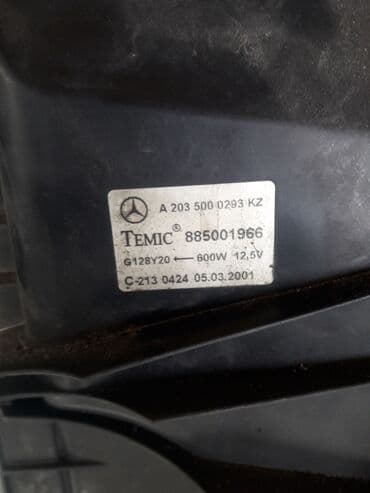 A 203 500 0293 KZ
TEMIC® 885001966
G128Y20 ← 600W 12,5V
C-213 0424 05.03.2001